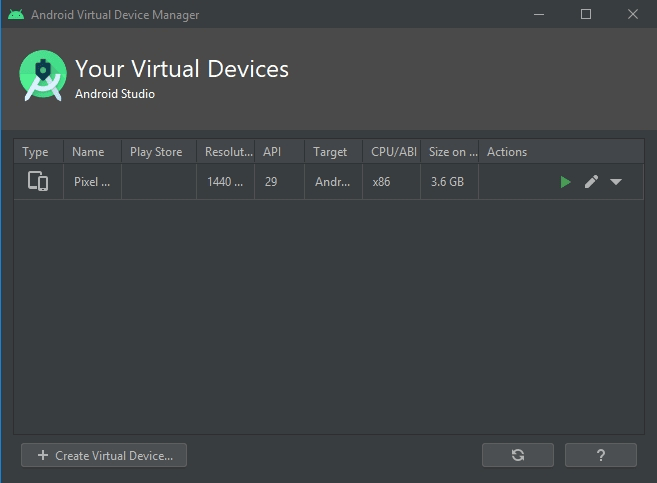 Android Virtual Device Manager
Your Virtual Devices
Android Studio
Type Name Play Store Resolut... API Target CPU/ABI Size on ... Actions
Pixel ... 1440 ... 29 Andr... x86 3.6 GB
+ Create Virtual Device... ?